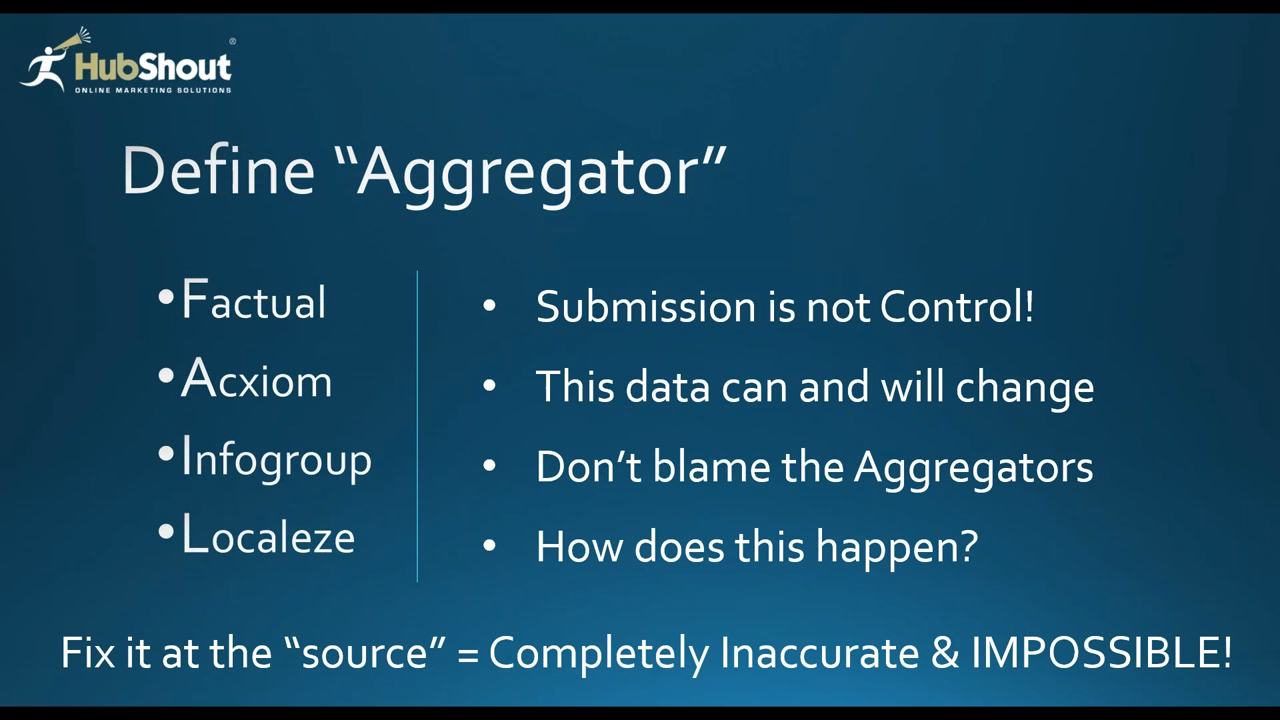 HubShout®
ONLINE MARKETING SOLUTIONS
Define “Aggregator”
•Factual
•Acxiom
•Infogroup
•Localeze
• Submission is not Control!
• This data can and will change
• Don’t blame the Aggregators
• How does this happen?
Fix it at the “source” = Completely Inaccurate & IMPOSSIBLE!